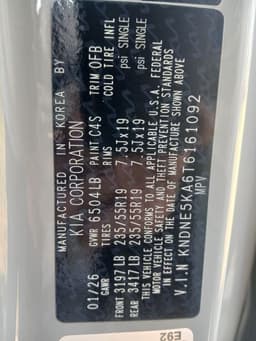 MANUFACTURED IN KOREA BY
KIA CORPORATION
GVWR 6504LB PAINT C4S TRIM OFB
01/26 GAWR TIRES RIMS COLD TIRE INFL
FRONT 3197LB 235/55R19 7.5Jx19 psi SINGLE
REAR 3417LB 235/55R19 7.5Jx19 psi SINGLE
THIS VEHICLE CONFORMS TO ALL APPLICABLE U.S.A. FEDERAL
MOTOR VEHICLE SAFETY AND THEFT PREVENTION STANDARDS
IN EFFECT ON THE DATE OF MANUFACTURE SHOWN ABOVE
V.I.N KNDNE5KA6T6161092
MPV
E92